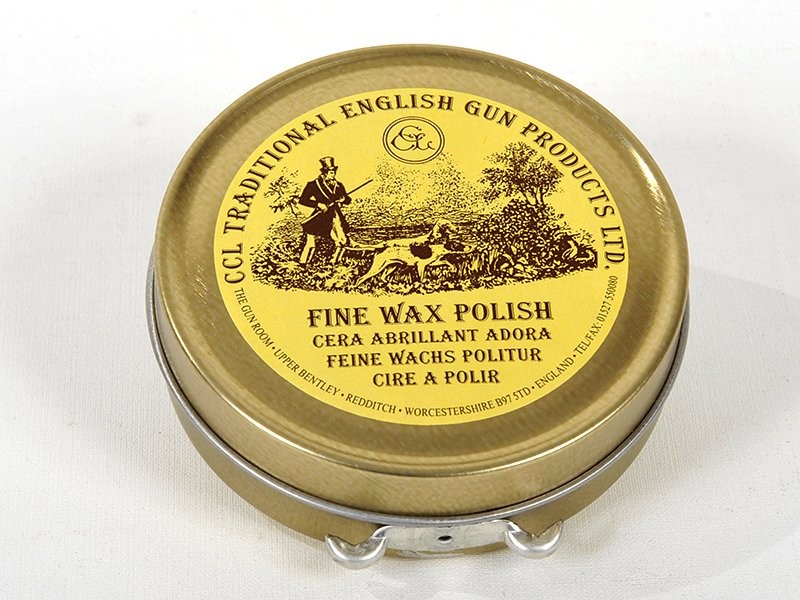 CCL TRADITIONAL ENGLISH GUN PRODUCTS LTD.
FINE WAX POLISH
CERA ABRILLANT ADORA
FEINE WACHS POLITUR
CIRE A POLIR
THE GUN ROOM • UPPER BENTLEY • REDDITCH • WORCESTERSHIRE B97 5TD • ENGLAND • TEL/FAX: 01527 550080